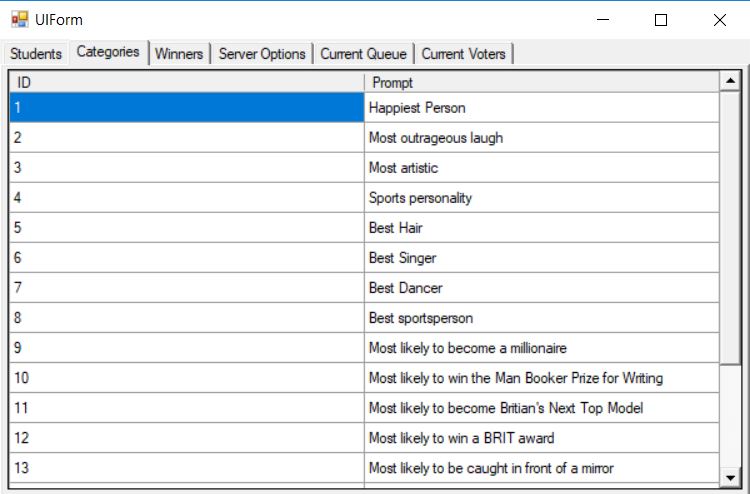 UIForm
Students Categories Winners Server Options Current Queue Current Voters
ID Prompt
1 Happiest Person
2 Most outrageous laugh
3 Most artistic
4 Sports personality
5 Best Hair
6 Best Singer
7 Best Dancer
8 Best sportsperson
9 Most likely to become a millionaire
10 Most likely to win the Man Booker Prize for Writing
11 Most likely to become Britian's Next Top Model
12 Most likely to win a BRIT award
13 Most likely to be caught in front of a mirror